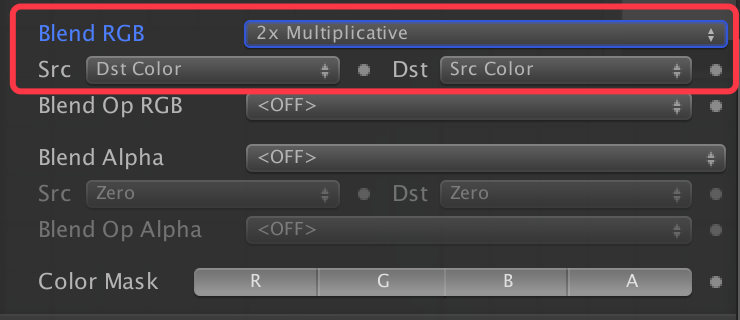 Blend RGB 2x Multiplicative
Src Dst Color Dst Src Color
Blend Op RGB <OFF>
Blend Alpha <OFF>
Src Zero Dst Zero
Blend Op Alpha <OFF>
Color Mask R G B A